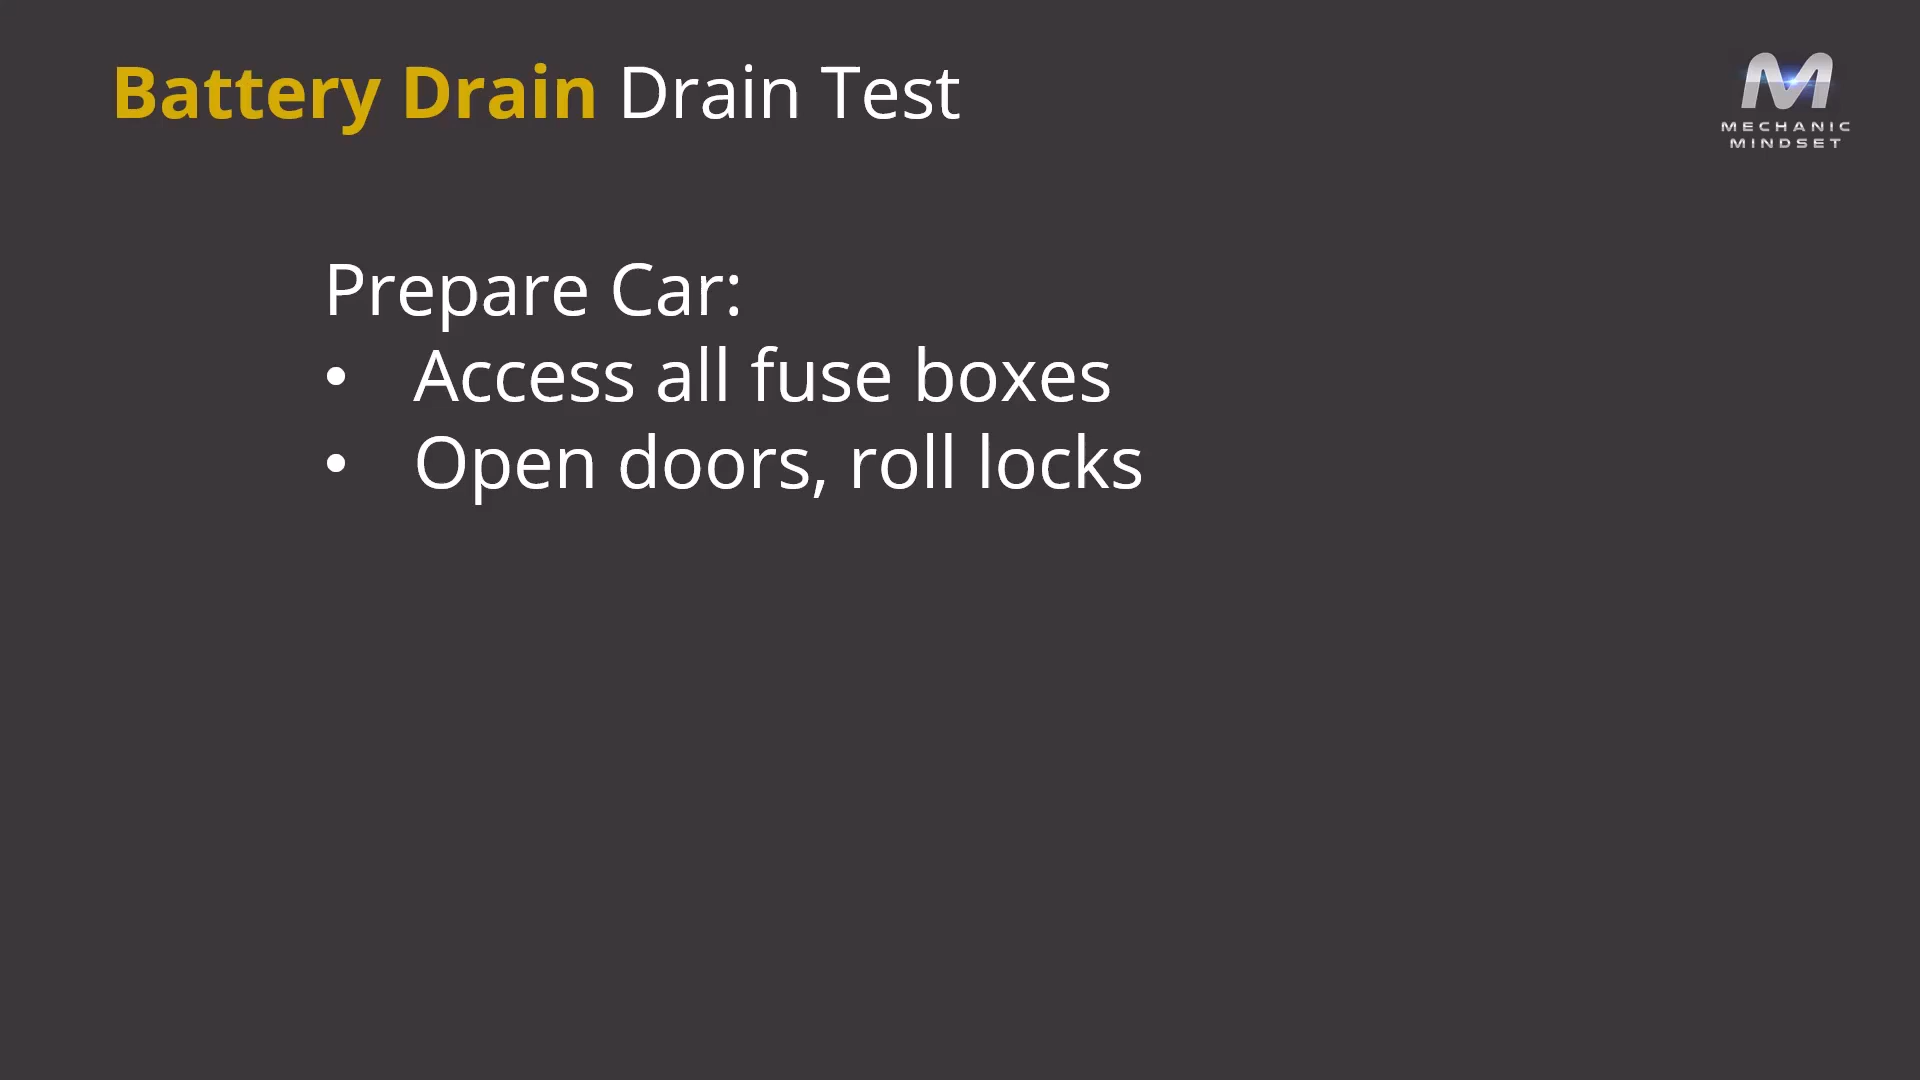 Battery Drain Drain Test
MECHANIC
MINDSET
Prepare Car:
• Access all fuse boxes
• Open doors, roll locks